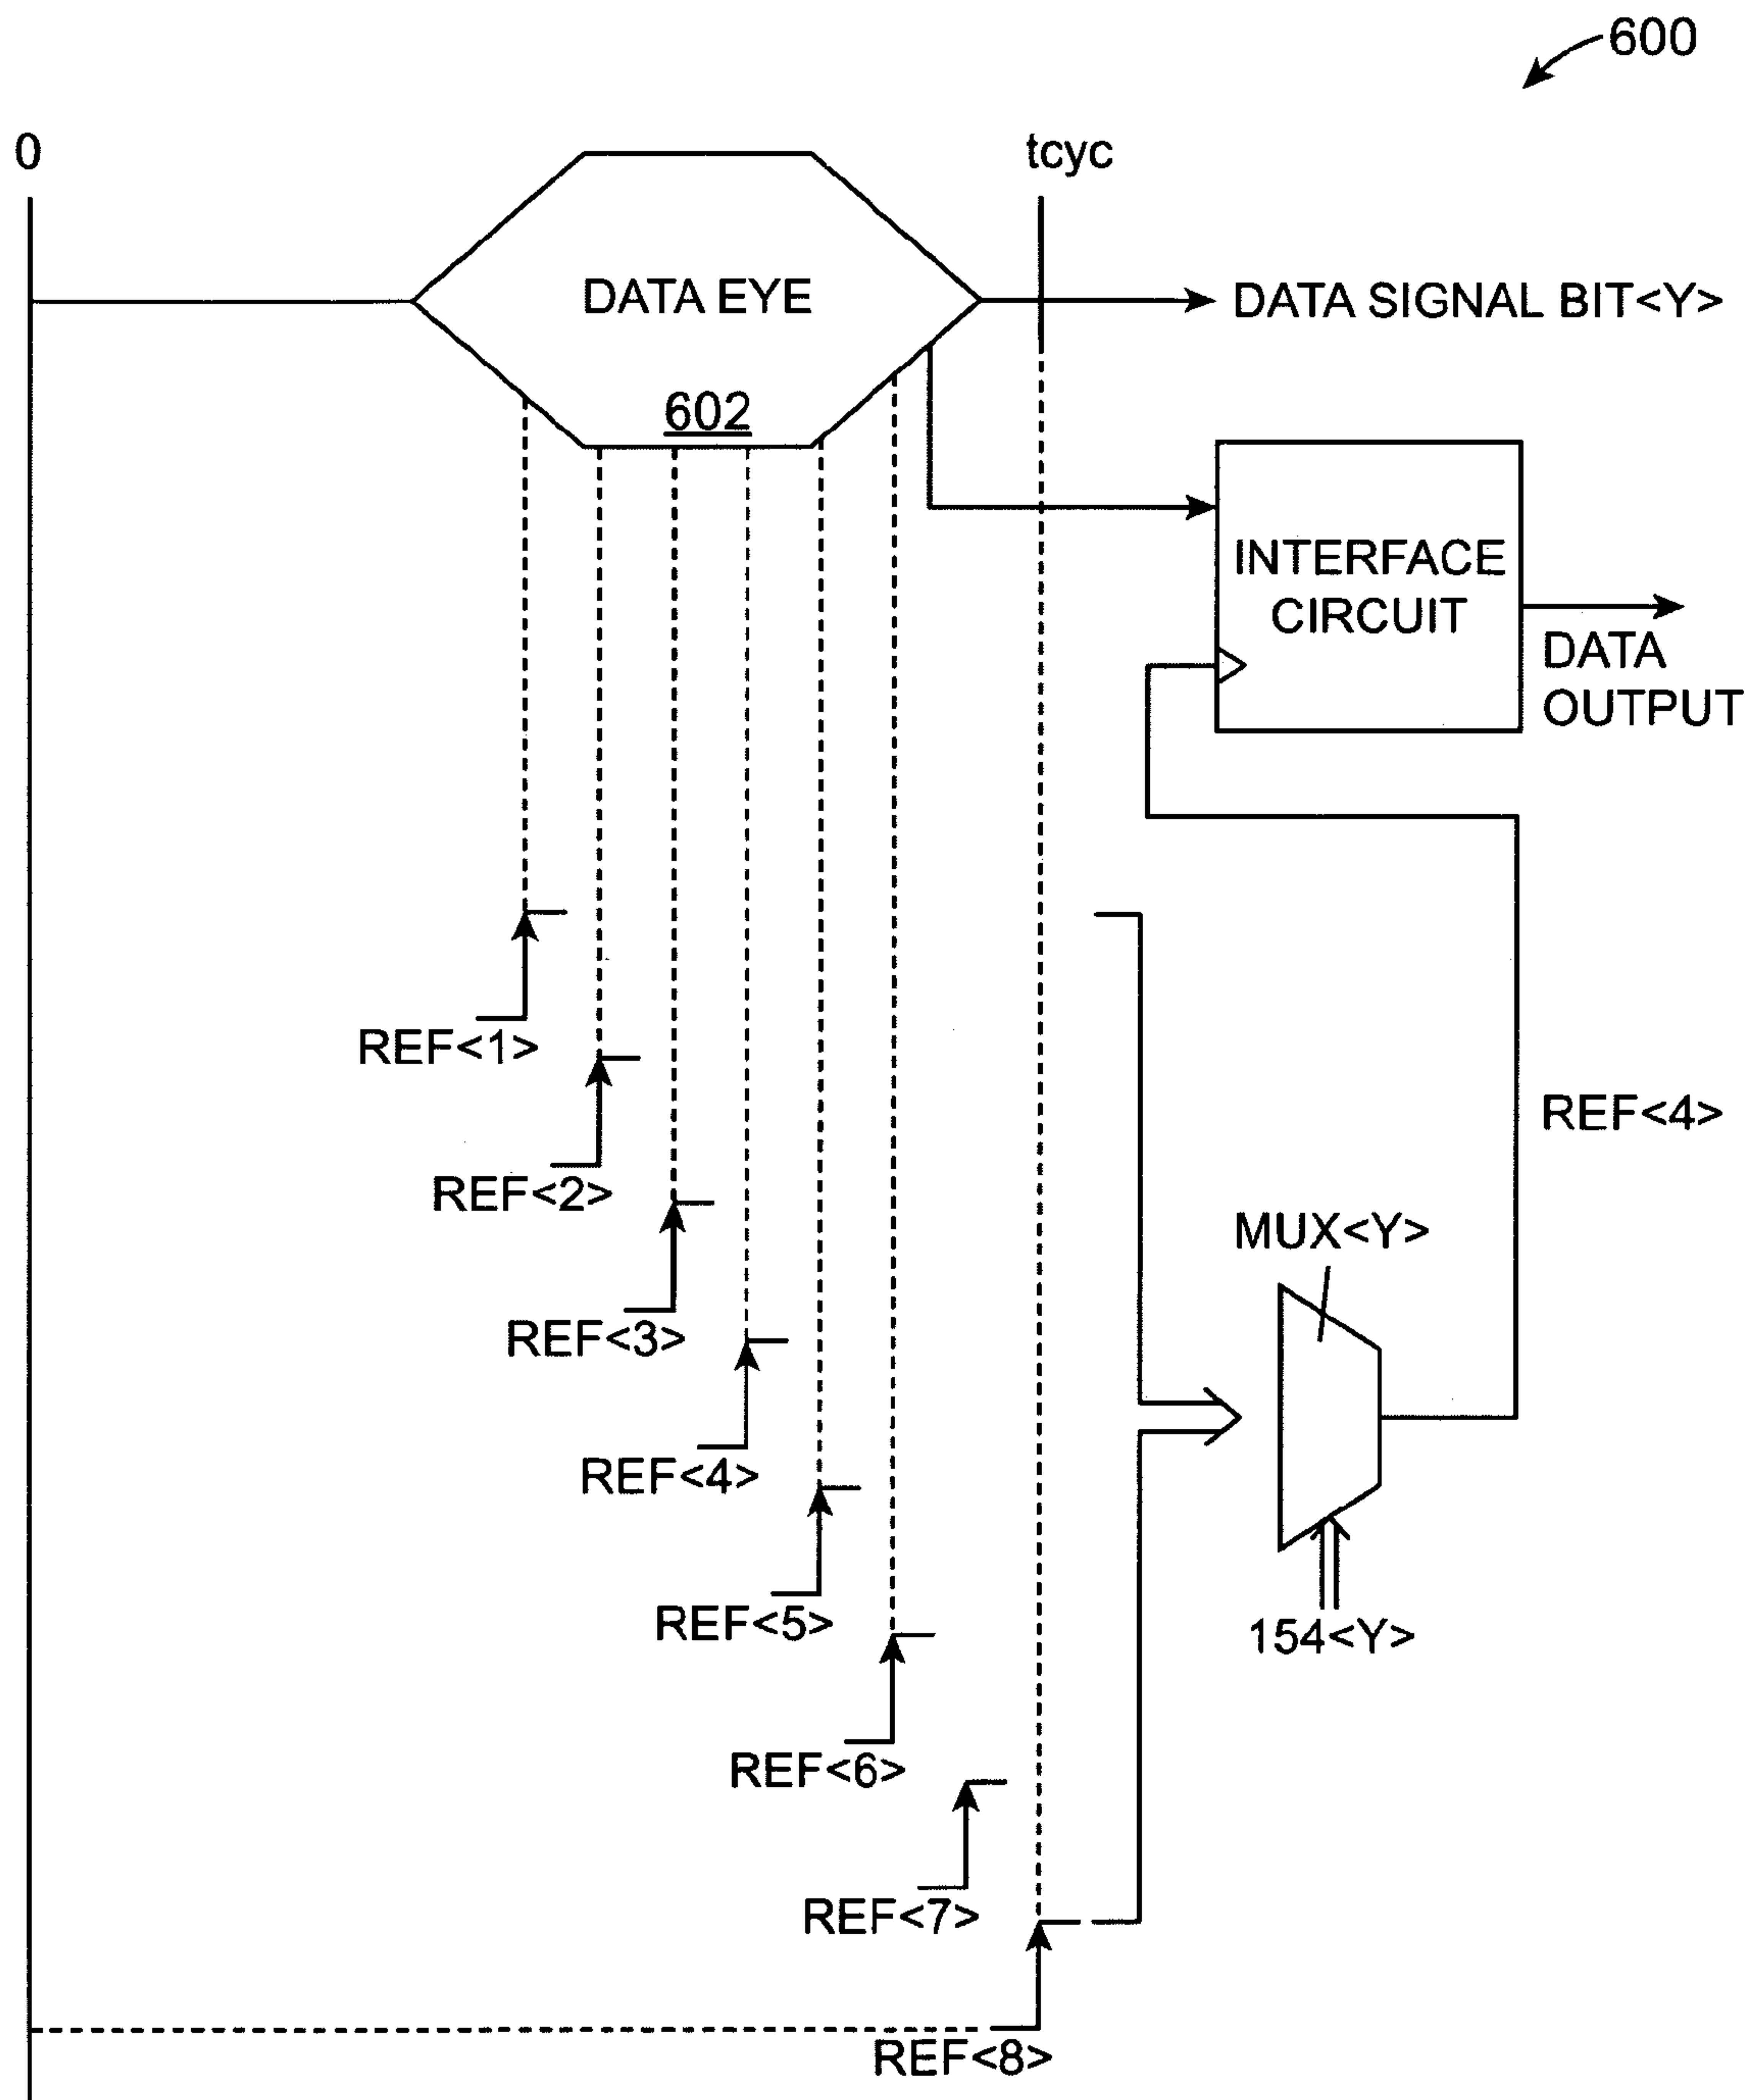 600
0
tcyc
DATA EYE
DATA SIGNAL BIT<Y>
602
INTERFACE
CIRCUIT
DATA
OUTPUT
REF<1>
REF<4>
REF<2>
MUX<Y>
REF<3>
REF<4>
REF<5>
154<Y>
REF<6>
REF<7>
REF<8>